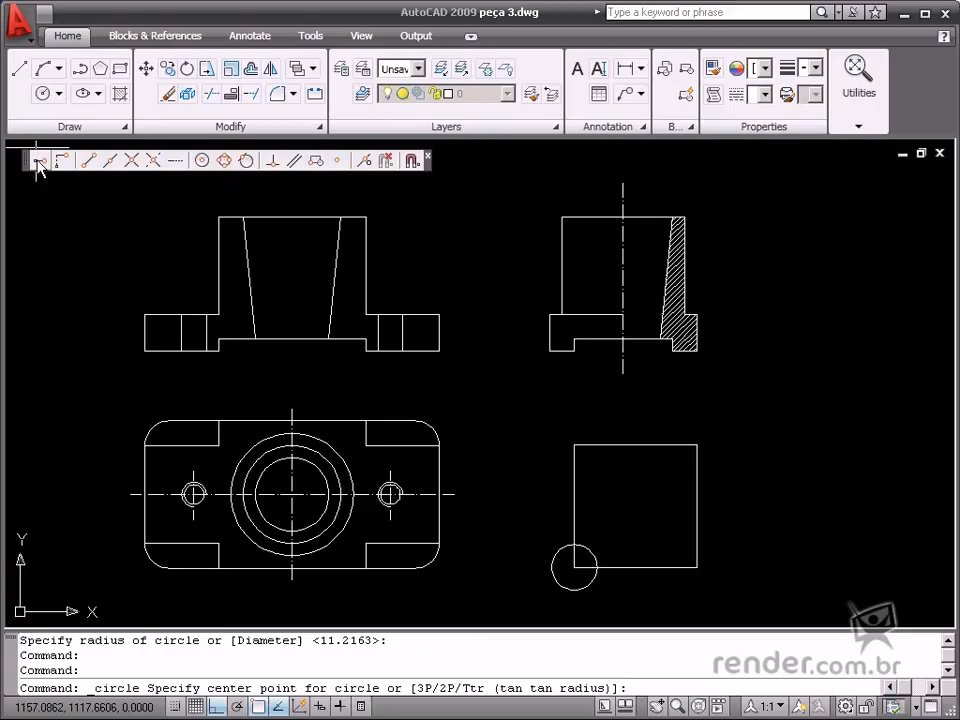 AutoCAD 2009 peça 3.dwg
Type a keyword or phrase
Home Blocks & References Annotate Tools View Output
Unsav
0
Utilities
Draw Modify Layers Annotation B... Properties
Y
X
Specify radius of circle or [Diameter] <11.2163>:
Command:
Command:
Command: _circle Specify center point for circle or [3P/2P/Ttr (tan tan radius)]:
render.com.br
1157.0862, 1117.6606, 0.0000
1:1